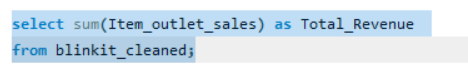 select sum(Item_outlet_sales) as Total_Revenue
from blinkit_cleaned;